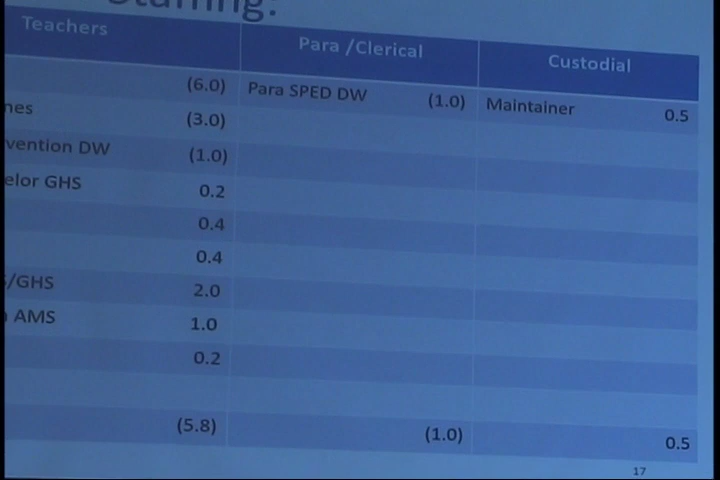 Staffing:
Teachers Para /Clerical Custodial
(6.0) Para SPED DW (1.0) Maintainer 0.5
nes (3.0)
vention DW (1.0)
elor GHS 0.2
0.4
0.4
/GHS 2.0
AMS 1.0
0.2
(5.8) (1.0) 0.5
17